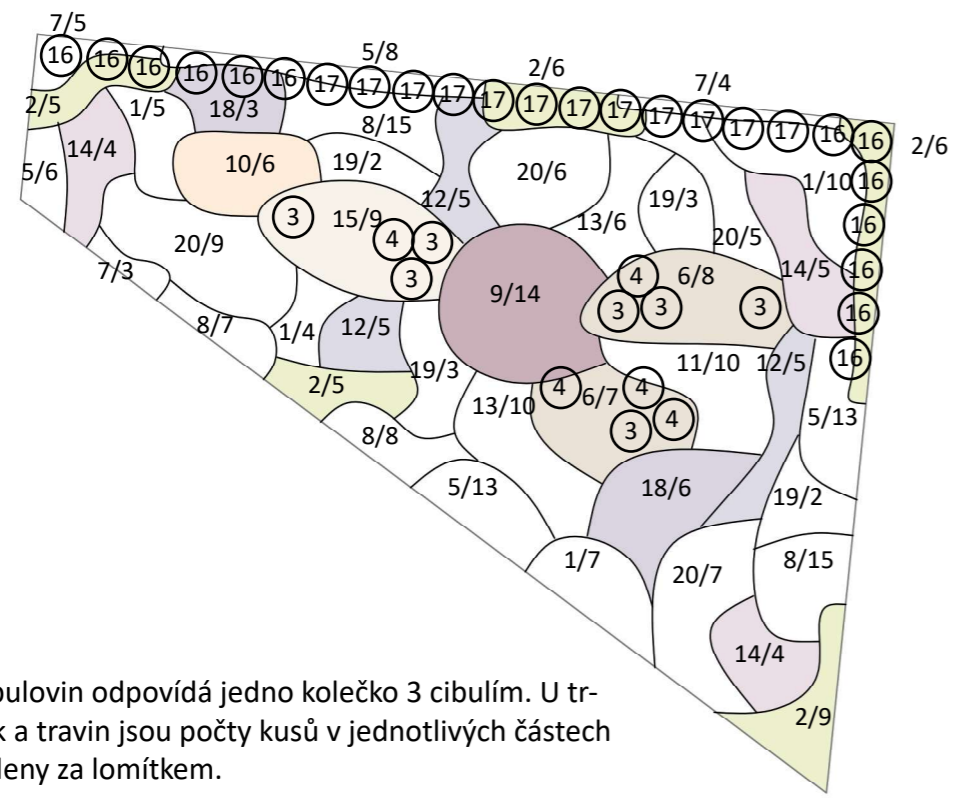 7/5
5/8
2/6
7/4
16 16 16 16 16 16 17 17 17 17 17 17 17 17 17 17 17 17 16 16
2/5 1/5 18/3 8/15 2/6
5/6 14/4 10/6 19/2 20/6 1/10 16
12/5 19/3
3 15/9 4 3 13/6 16
20/9 20/5
7/3 3 9/14 4 6/8 14/5 16
3 3 3 16
8/7 1/4 12/5
19/3 11/10 12/5 16
2/5 4 6/7 4
13/10 3 4 5/13
8/8
5/13 18/6 19/2
1/7 20/7 8/15
14/4
2/9
bulovin odpovídá jedno kolečko 3 cibulím. U tr-
k a travin jsou počty kusů v jednotlivých částech
deny za lomítkem.